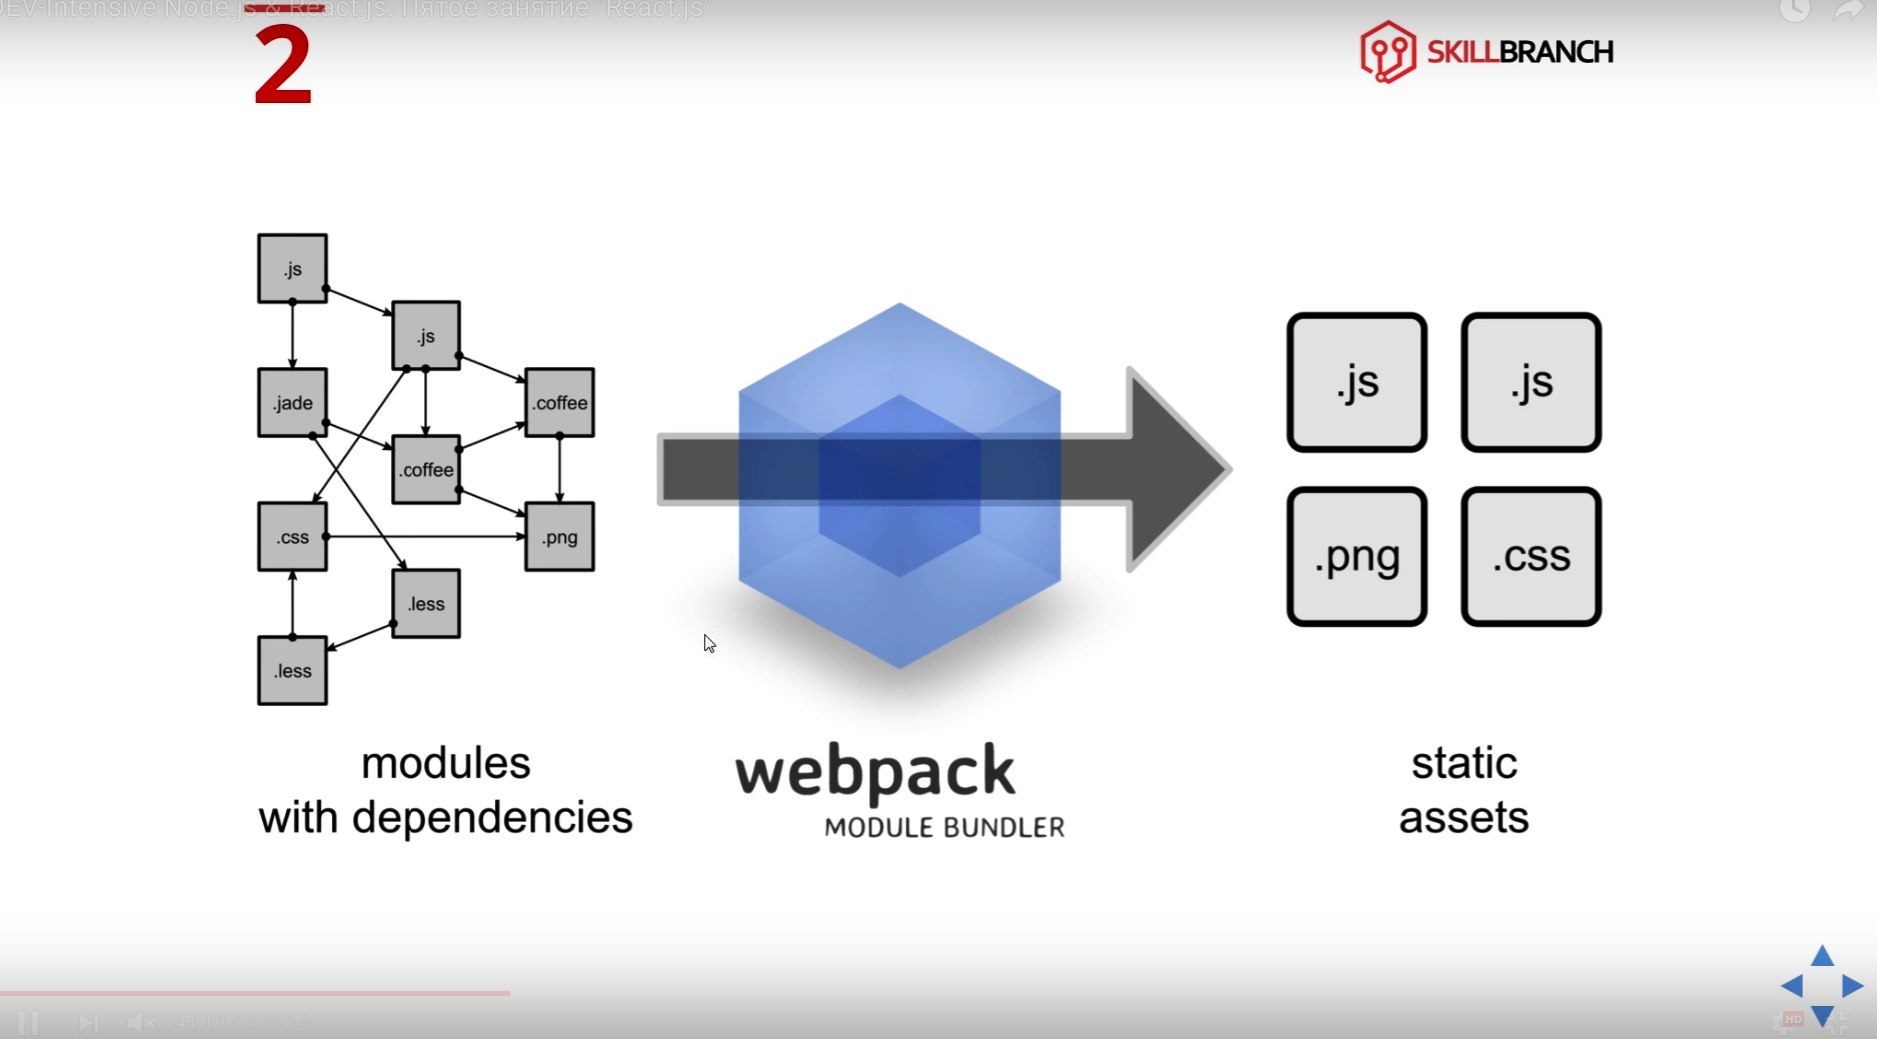 DEV-Intensive Node.js & React.js. Пятое занятие "React.js
2
SKILLBRANCH
.js
.js
.jade
.coffee
.coffee
.css
.png
.less
.less
modules
with dependencies
webpack
MODULE BUNDLER
.js
.js
.png
.css
static
assets
HD